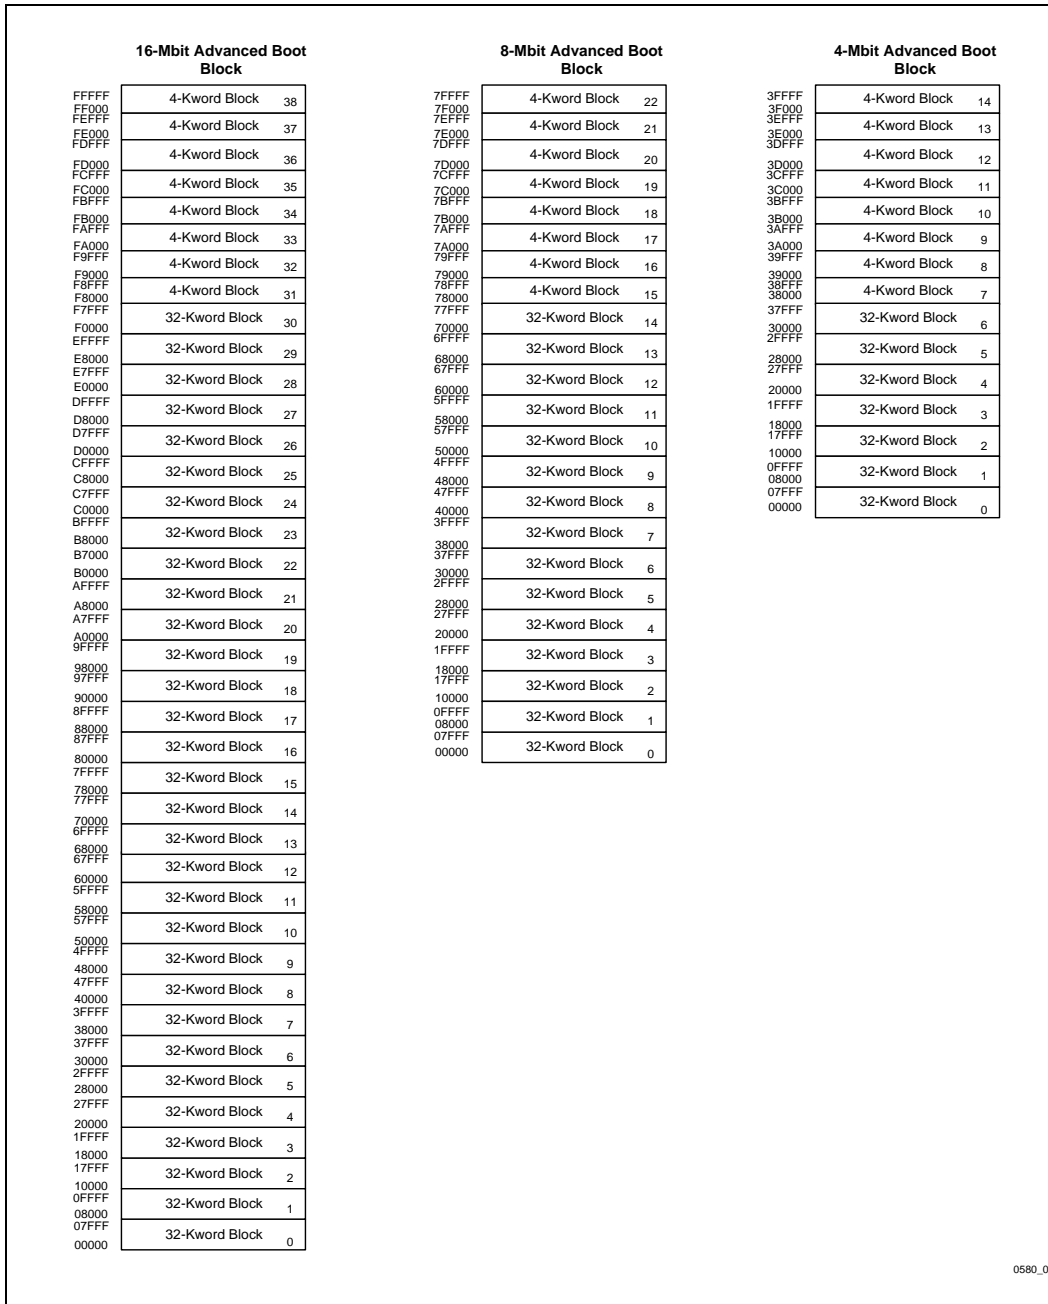 16-Mbit Advanced Boot
Block
FFFFF
4-Kword Block 38
FF000
FEFFF
4-Kword Block 37
FE000
FDFFF
4-Kword Block 36
FD000
FCFFF
4-Kword Block 35
FC000
FBFFF
4-Kword Block 34
FB000
FAFFF
4-Kword Block 33
FA000
F9FFF
4-Kword Block 32
F9000
F8FFF
4-Kword Block 31
F8000
F7FFF
32-Kword Block 30
F0000
EFFFF
32-Kword Block 29
E8000
E7FFF
32-Kword Block 28
E0000
DFFFF
32-Kword Block 27
D8000
D7FFF
32-Kword Block 26
D0000
CFFFF
32-Kword Block 25
C8000
C7FFF
32-Kword Block 24
C0000
BFFFF
32-Kword Block 23
B8000
B7000
32-Kword Block 22
B0000
AFFFF
32-Kword Block 21
A8000
A7FFF
32-Kword Block 20
A0000
9FFFF
32-Kword Block 19
98000
97FFF
32-Kword Block 18
90000
8FFFF
32-Kword Block 17
88000
87FFF
32-Kword Block 16
80000
7FFFF
32-Kword Block 15
78000
77FFF
32-Kword Block 14
70000
6FFFF
32-Kword Block 13
68000
67FFF
32-Kword Block 12
60000
5FFFF
32-Kword Block 11
58000
57FFF
32-Kword Block 10
50000
4FFFF
32-Kword Block 9
48000
47FFF
32-Kword Block 8
40000
3FFFF
32-Kword Block 7
38000
37FFF
32-Kword Block 6
30000
2FFFF
32-Kword Block 5
28000
27FFF
32-Kword Block 4
20000
1FFFF
32-Kword Block 3
18000
17FFF
32-Kword Block 2
10000
0FFFF
32-Kword Block 1
08000
07FFF
32-Kword Block 0
00000
8-Mbit Advanced Boot
Block
7FFFF
4-Kword Block 22
7F000
7EFFF
4-Kword Block 21
7E000
7DFFF
4-Kword Block 20
7D000
7CFFF
4-Kword Block 19
7C000
7BFFF
4-Kword Block 18
7B000
7AFFF
4-Kword Block 17
7A000
79FFF
4-Kword Block 16
79000
78FFF
4-Kword Block 15
78000
77FFF
32-Kword Block 14
70000
6FFFF
32-Kword Block 13
68000
67FFF
32-Kword Block 12
60000
5FFFF
32-Kword Block 11
58000
57FFF
32-Kword Block 10
50000
4FFFF
32-Kword Block 9
48000
47FFF
32-Kword Block 8
40000
3FFFF
32-Kword Block 7
38000
37FFF
32-Kword Block 6
30000
2FFFF
32-Kword Block 5
28000
27FFF
32-Kword Block 4
20000
1FFFF
32-Kword Block 3
18000
17FFF
32-Kword Block 2
10000
0FFFF
32-Kword Block 1
08000
07FFF
32-Kword Block 0
00000
4-Mbit Advanced Boot
Block
3FFFF
4-Kword Block 14
3F000
3EFFF
4-Kword Block 13
3E000
3DFFF
4-Kword Block 12
3D000
3CFFF
4-Kword Block 11
3C000
3BFFF
4-Kword Block 10
3B000
3AFFF
4-Kword Block 9
3A000
39FFF
4-Kword Block 8
39000
38FFF
4-Kword Block 7
38000
37FFF
32-Kword Block 6
30000
2FFFF
32-Kword Block 5
28000
27FFF
32-Kword Block 4
20000
1FFFF
32-Kword Block 3
18000
17FFF
32-Kword Block 2
10000
0FFFF
32-Kword Block 1
08000
07FFF
32-Kword Block 0
00000
0580_0